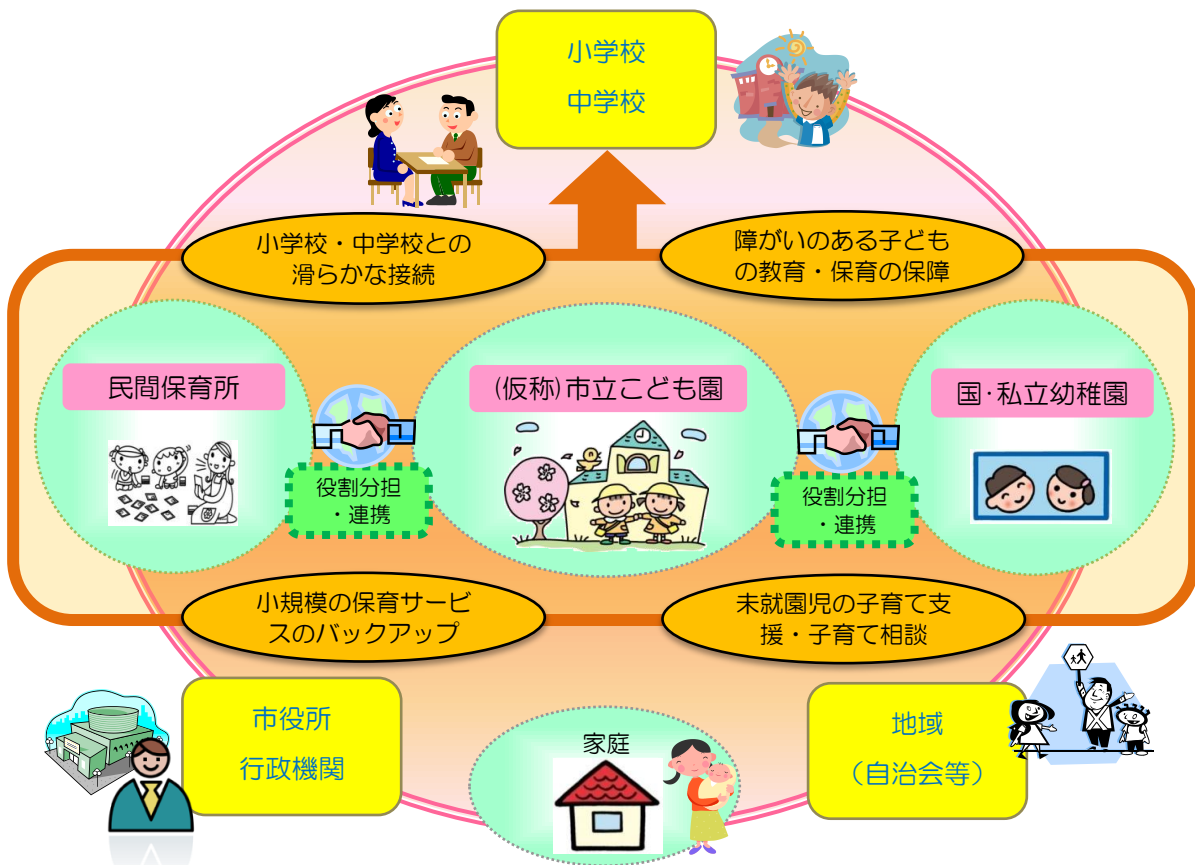 小学校
中学校
小学校・中学校との
滑らかな接続
障がいのある子ども
の教育・保育の保障
民間保育所
(仮称)市立こども園
国・私立幼稚園
役割分担
・連携
役割分担
・連携
小規模の保育サービ
スのバックアップ
未就園児の子育て支
援・子育て相談
市役所
行政機関
家庭
地域
（自治会等）